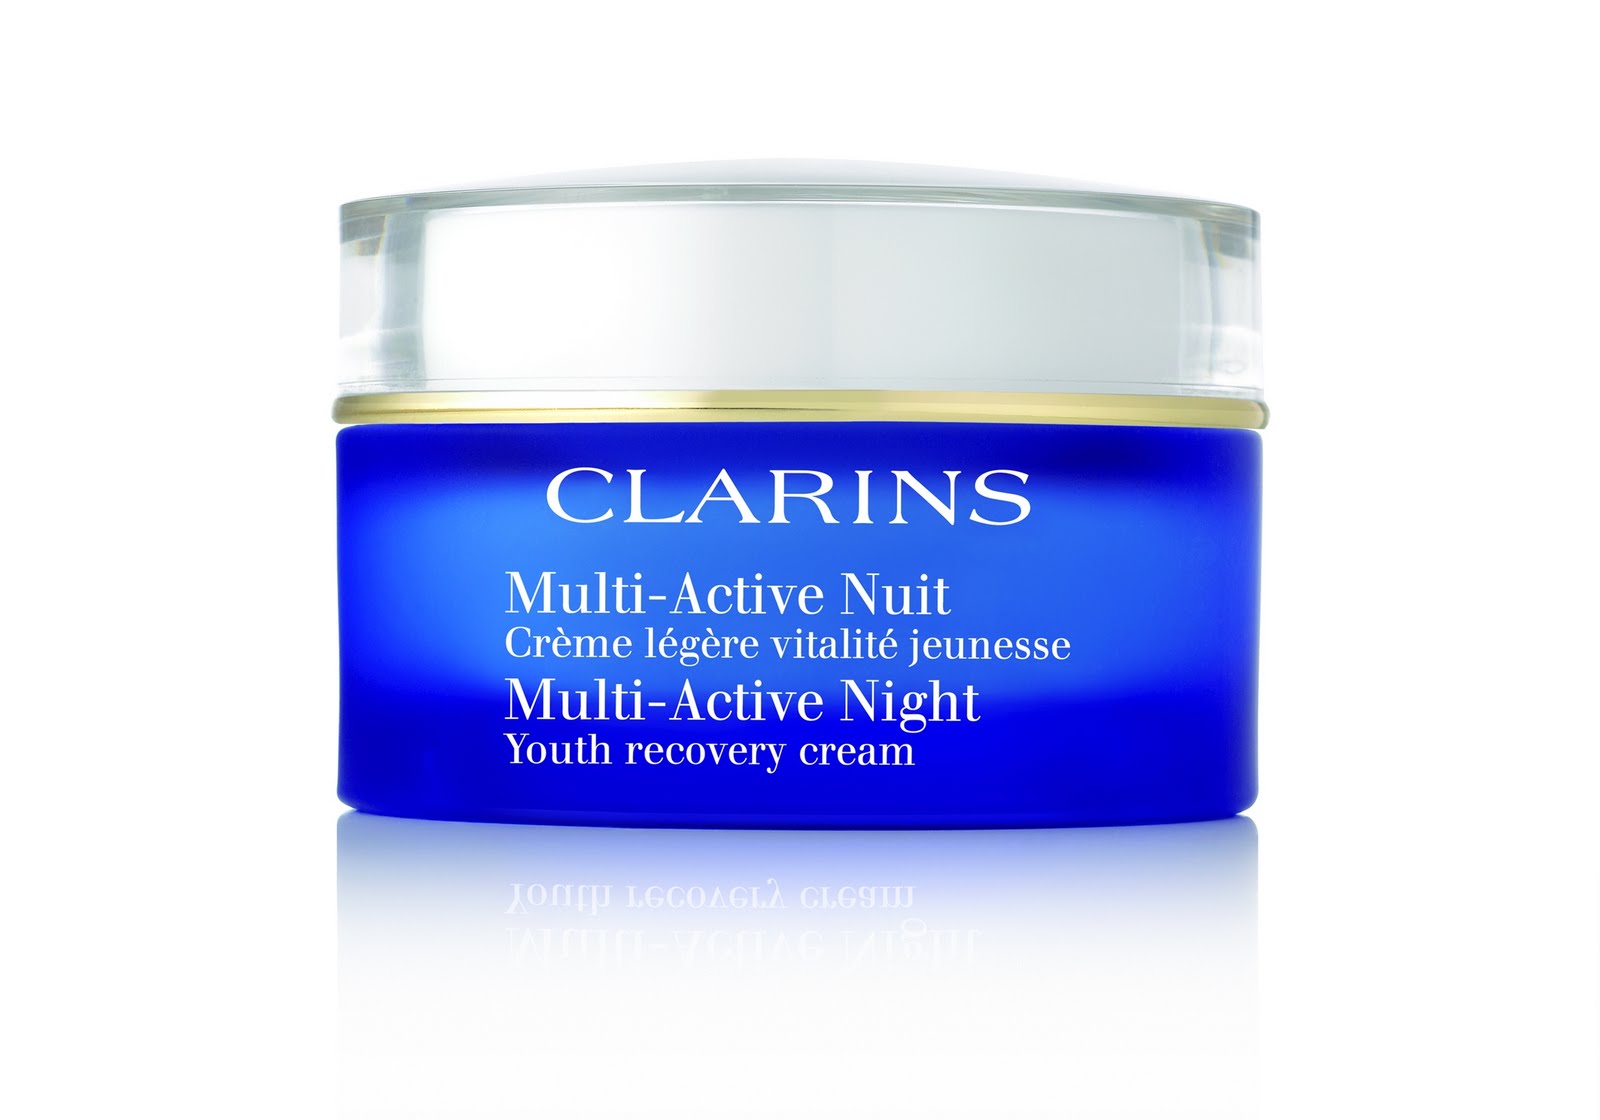 CLARINS
Multi-Active Nuit
Crème légère vitalité jeunesse
Multi-Active Night
Youth recovery cream